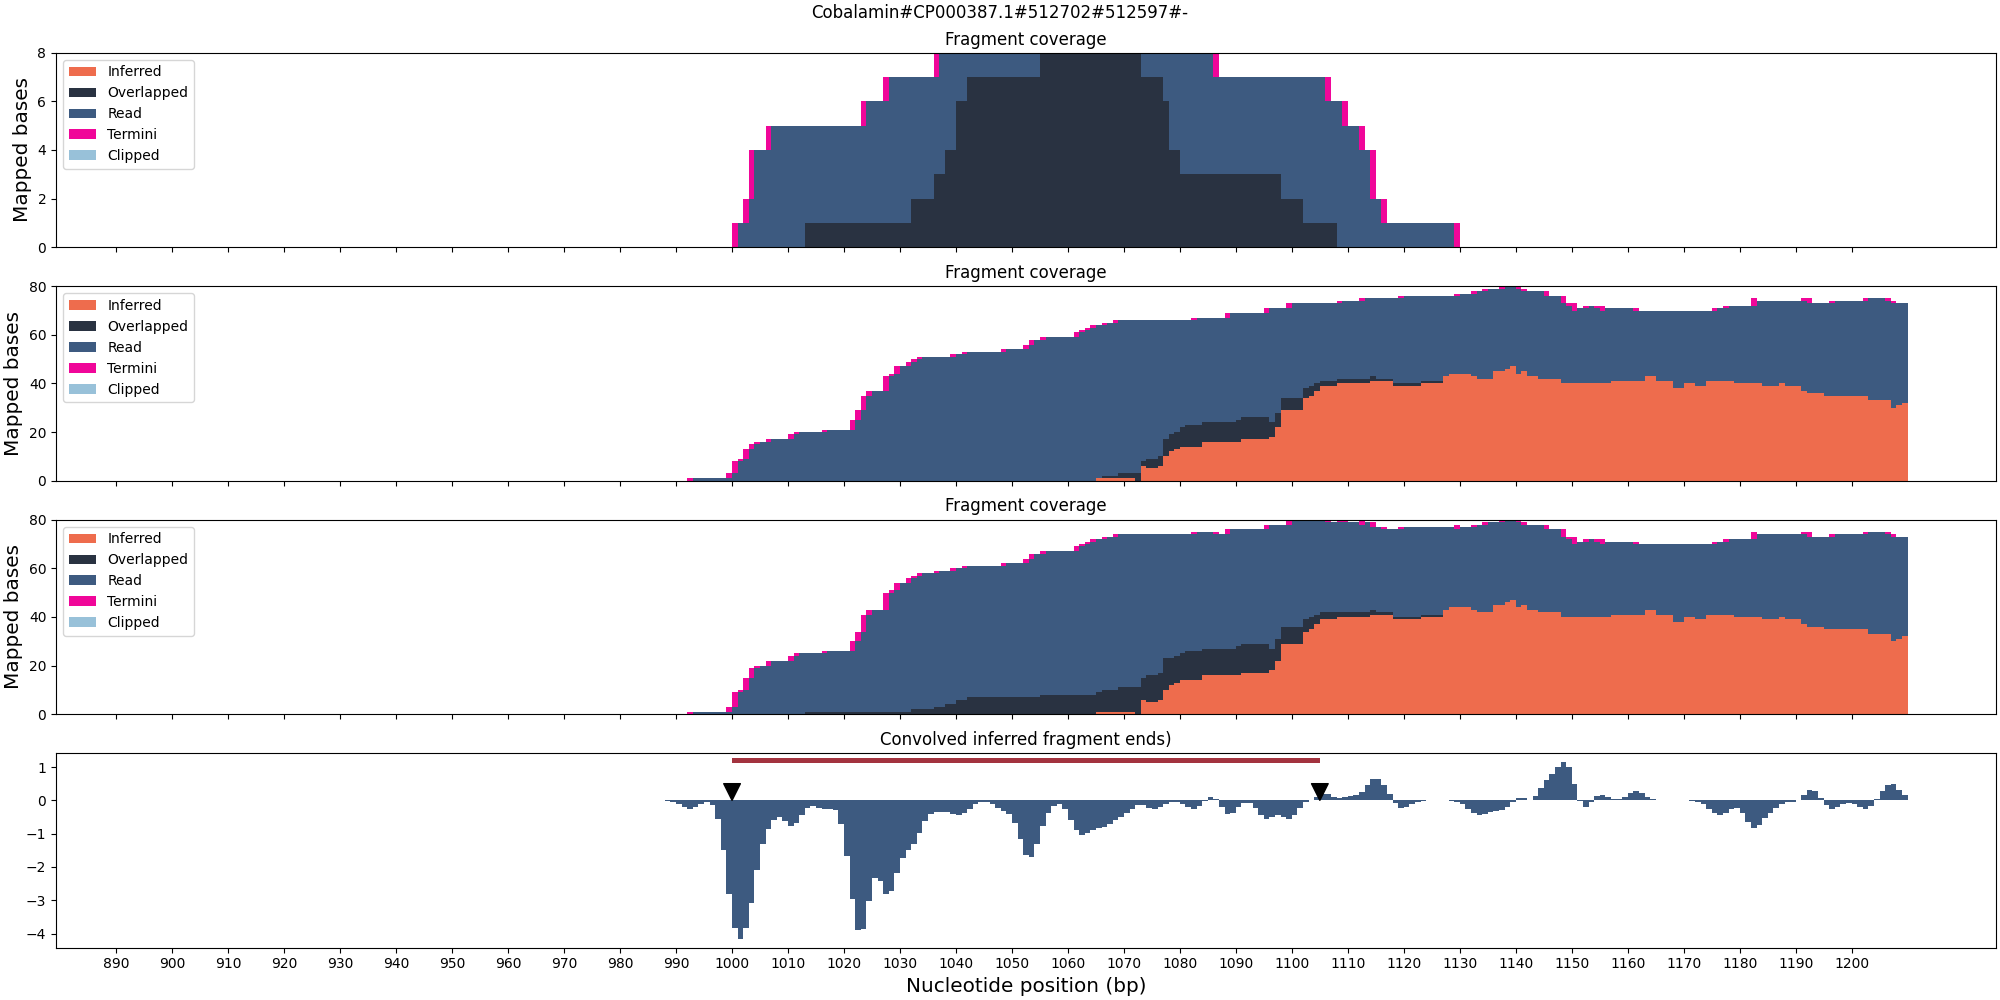 Cobalamin#CP000387.1#512702#512597#-
Fragment coverage
Mapped bases
8
6
4
2
0
Inferred
Overlapped
Read
Termini
Clipped
Fragment coverage
Mapped bases
80
60
40
20
0
Inferred
Overlapped
Read
Termini
Clipped
Fragment coverage
Mapped bases
80
60
40
20
0
Inferred
Overlapped
Read
Termini
Clipped
Convolved inferred fragment ends)
1
0
−1
−2
−3
−4
890 900 910 920 930 940 950 960 970 980 990 1000 1010 1020 1030 1040 1050 1060 1070 1080 1090 1100 1110 1120 1130 1140 1150 1160 1170 1180 1190 1200
Nucleotide position (bp)